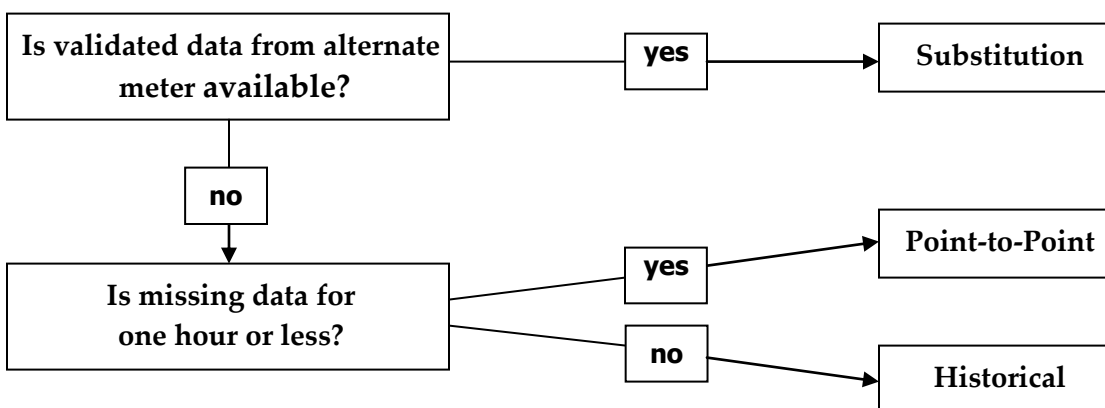 Is validated data from alternate
meter available?
yes
Substitution
no
Is missing data for
one hour or less?
yes
Point-to-Point
no
Historical